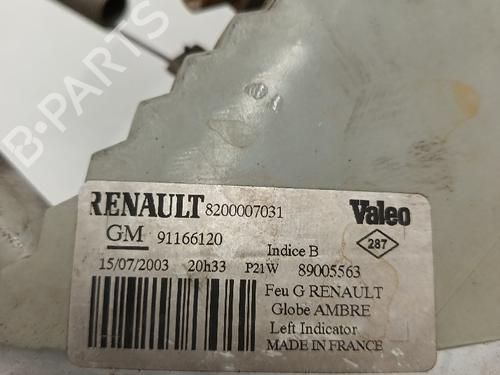 B-PARTS
RENAULT 8200007031 Valeo
GM 91166120 Indice B 287
15/07/2003 20h33 P21W 89005563
Feu G RENAULT
Globe AMBRE
Left Indicator
MADE IN FRANCE